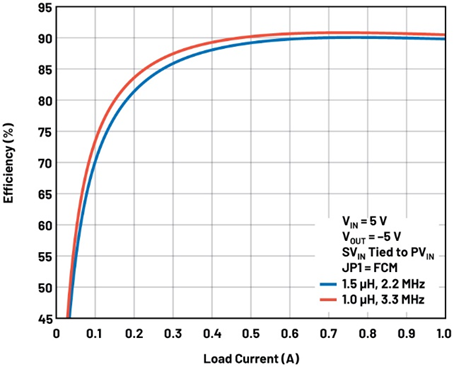 95
90
85
80
75
70
65
60
55
50
45
Efficiency (%)
0
0.1
0.2
0.3
0.4
0.5
0.6
0.7
0.8
0.9
1.0
Load Current (A)
VIN = 5 V
VOUT = –5 V
SVIN Tied to PVIN
JP1 = FCM
1.5 µH, 2.2 MHz
1.0 µH, 3.3 MHz